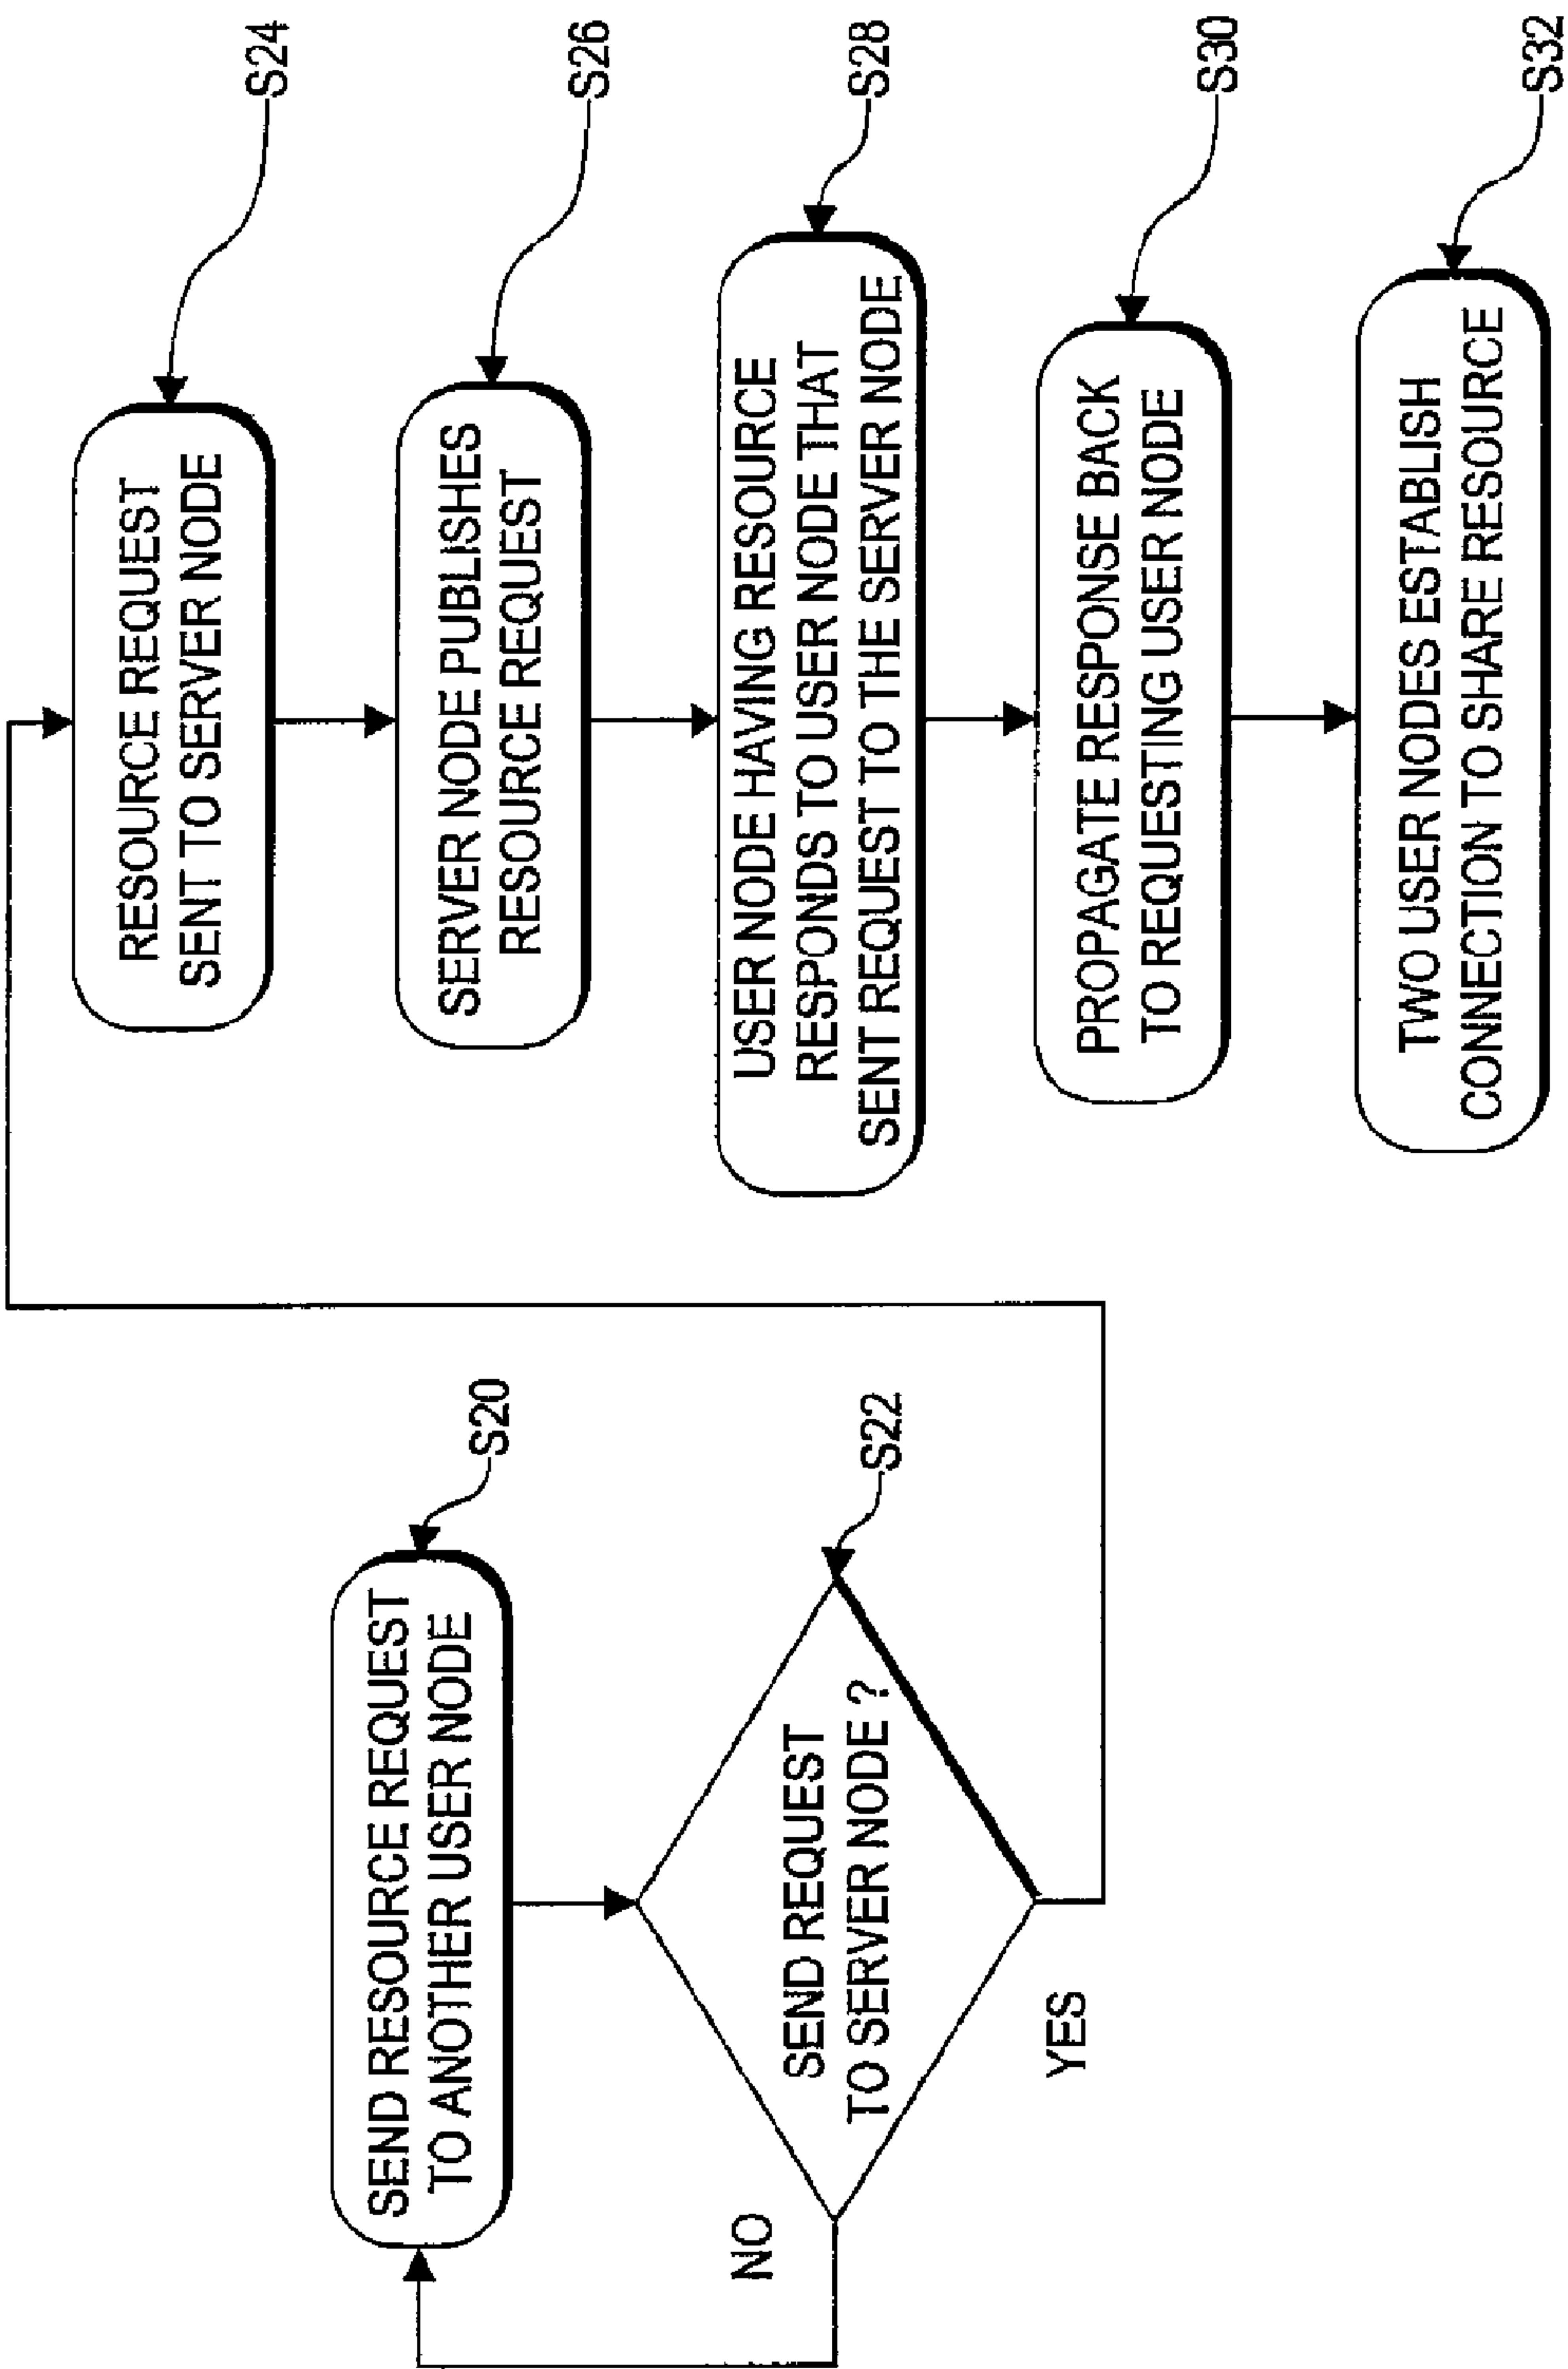 SEND RESOURCE REQUEST
TO ANOTHER USER NODE
S20
SEND REQUEST
TO SERVER NODE ?
S22
NO
YES
RESOURCE REQUEST
SENT TO SERVER NODE
S24
SERVER NODE PUBLISHES
RESOURCE REQUEST
S26
USER NODE HAVING RESOURCE
RESPONDS TO USER NODE THAT
SENT REQUEST TO THE SERVER NODE
S28
PROPAGATE RESPONSE BACK
TO REQUESTING USER NODE
S30
TWO USER NODES ESTABLISH
CONNECTION TO SHARE RESOURCE
S32